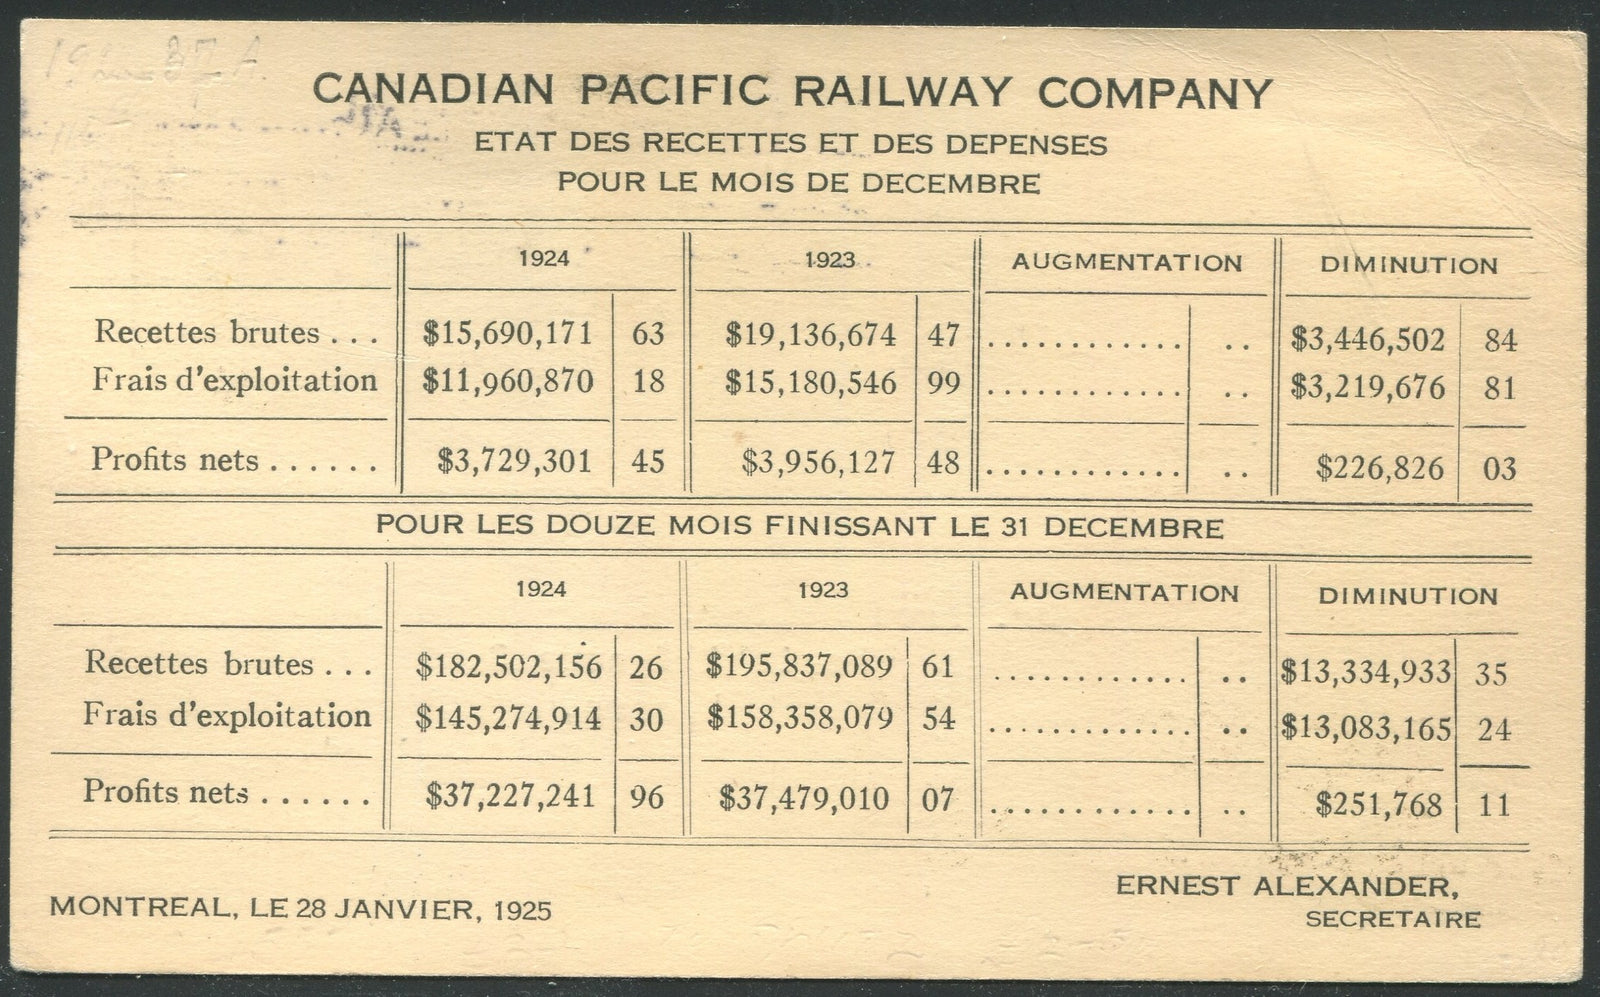 CANADIAN PACIFIC RAILWAY COMPANY
ETAT DES RECETTES ET DES DEPENSES
POUR LE MOIS DE DECEMBRE
1924 1923 AUGMENTATION DIMINUTION
Recettes brutes . . . $15,690,171 63 $19,136,674 47 . . . . . . . . . . . . . . $3,446,502 84
Frais d'exploitation $11,960,870 18 $15,180,546 99 . . . . . . . . . . . . . . $3,219,676 81
Profits nets . . . . . . $3,729,301 45 $3,956,127 48 . . . . . . . . . . . . . . $226,826 03
POUR LES DOUZE MOIS FINISSANT LE 31 DECEMBRE
1924 1923 AUGMENTATION DIMINUTION
Recettes brutes . . . $182,502,156 26 $195,837,089 61 . . . . . . . . . . . . . . $13,334,933 35
Frais d'exploitation $145,274,914 30 $158,358,079 54 . . . . . . . . . . . . . . $13,083,165 24
Profits nets . . . . . . $37,227,241 96 $37,479,010 07 . . . . . . . . . . . . . . $251,768 11
ERNEST ALEXANDER,
MONTREAL, LE 28 JANVIER, 1925
SECRETAIRE